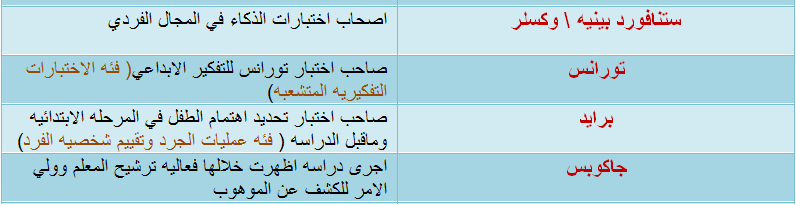 ستنافورد بينيه \ وكسلر
اصحاب اختبارات الذكاء في المجال الفردي
تورانس
صاحب اختبار تورانس للتفكير الابداعي( فئه الاختبارات
التفكيريه المتشعبه)
برايد
صاحب اختبار تحديد اهتمام الطفل في المرحله الابتدائيه
وماقبل الدراسه ( فئه عمليات الجرد وتقييم شخصيه الفرد)
جاكوبس
اجرى دراسه اظهرت خلالها فعاليه ترشيح المعلم وولي
الامر للكشف عن الموهوب